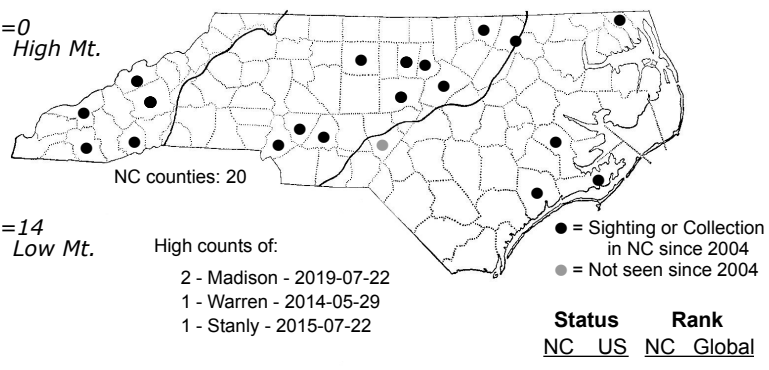 =0
High Mt.
NC counties: 20
=14
Low Mt.
High counts of:
2 - Madison - 2019-07-22
1 - Warren - 2014-05-29
1 - Stanly - 2015-07-22
= Sighting or Collection
in NC since 2004
= Not seen since 2004
Status Rank
NC US NC Global